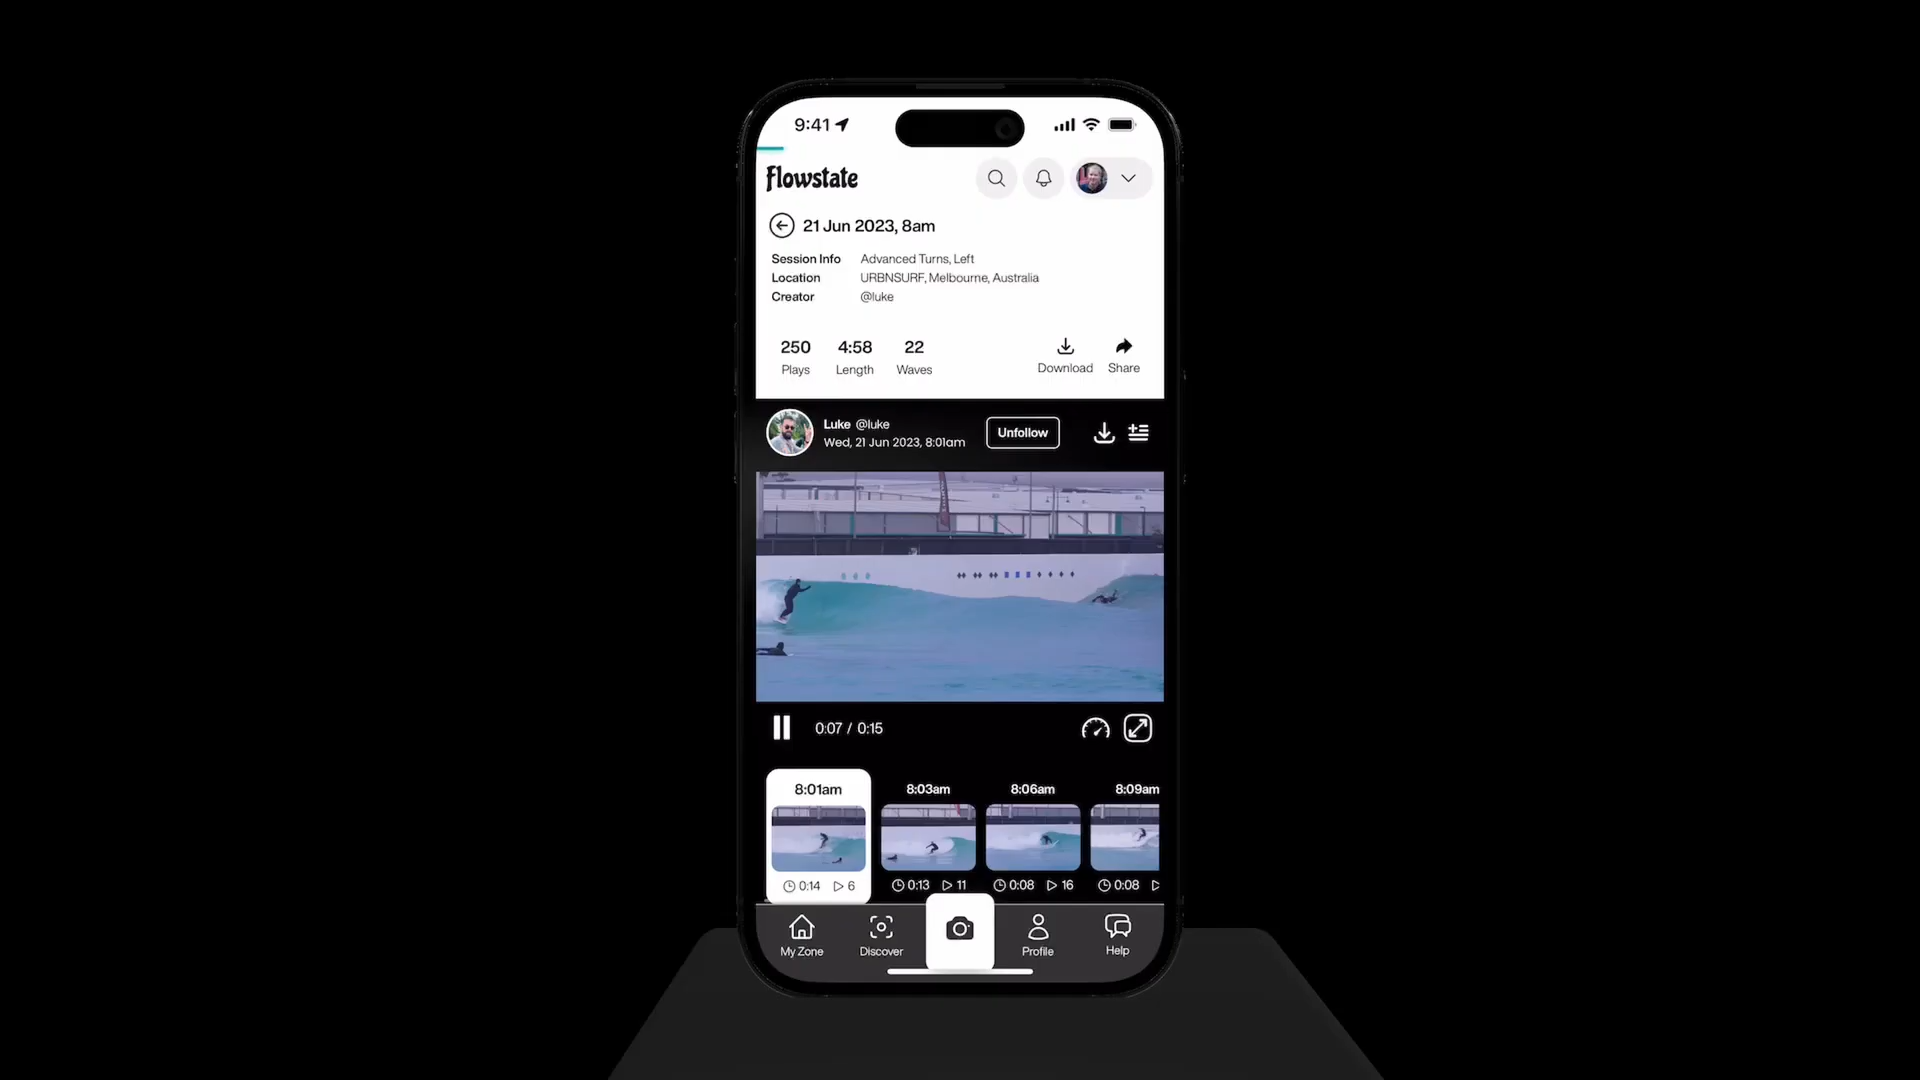 9:41
flowstate
21 Jun 2023, 8am
Session Info Advanced Turns, Left
Location URBNSURF, Melbourne, Australia
Creator @luke
250 4:58 22
Plays Length Waves Download Share
Luke @luke
Wed, 21 Jun 2023, 8:01am
Unfollow
0:07 / 0:15
8:01am 8:03am 8:06am 8:09am
0:14 6 0:13 11 0:08 16 0:08
My Zone Discover Profile Help